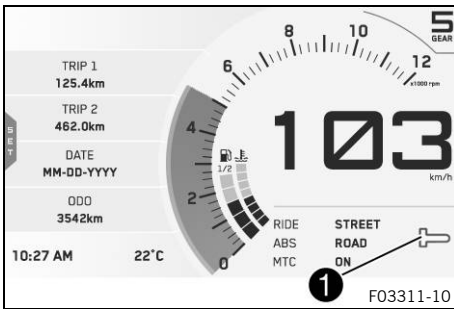 TRIP 1
125.4km
TRIP 2
462.0km
DATE
MM-DD-YYYY
ODO
3542km
10:27 AM
22°C
SET
0
2
4
6
8
10
12
x1000 rpm
1/2
5
GEAR
103
km/h
RIDE STREET
ABS ROAD
MTC ON
1
F03311-10